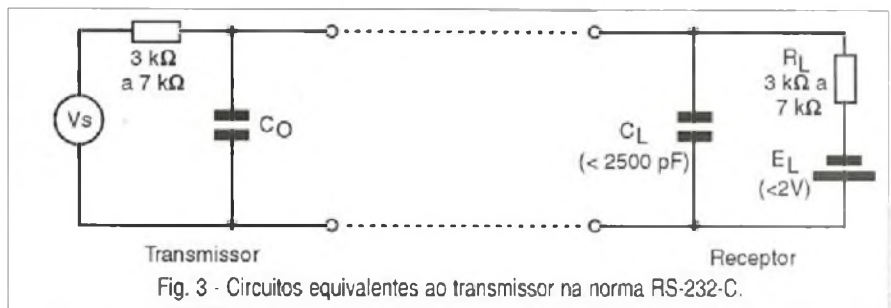 3 kΩ
a 7 kΩ
Vs
CO
CL
(< 2500 pF)
RL
3 kΩ a
7 kΩ
EL
(<2V)
Transmissor
Receptor
Fig. 3 - Circuitos equivalentes ao transmissor na norma RS-232-C.